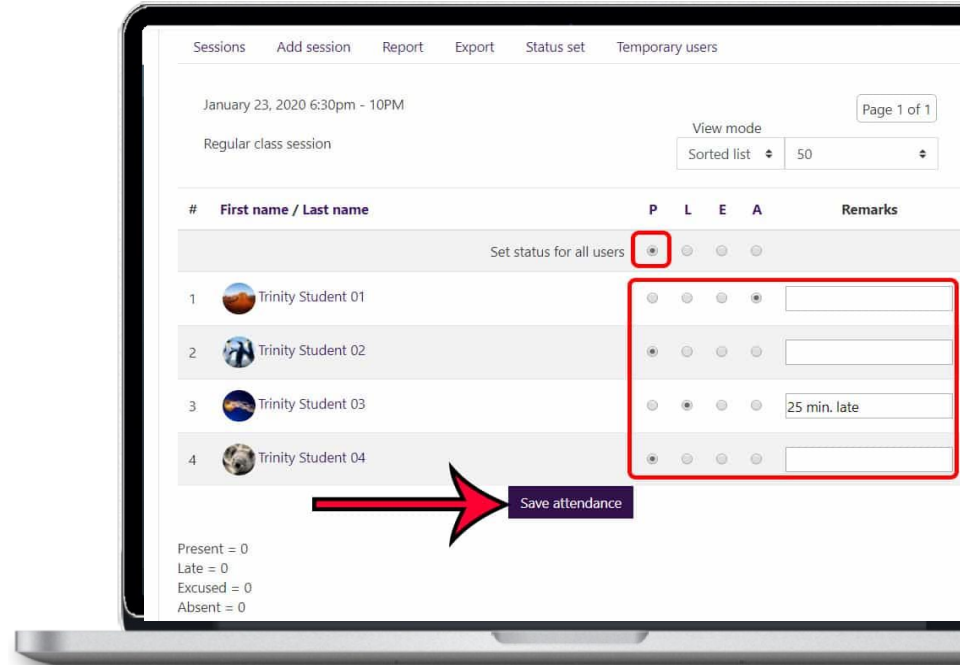 Sessions Add session Report Export Status set Temporary users
January 23, 2020 6:30pm - 10PM
Page 1 of 1
View mode
Regular class session
Sorted list 50
# First name / Last name P L E A Remarks
Set status for all users
1 Trinity Student 01
2 Trinity Student 02
3 Trinity Student 03 25 min. late
4 Trinity Student 04
Save attendance
Present = 0
Late = 0
Excused = 0
Absent = 0